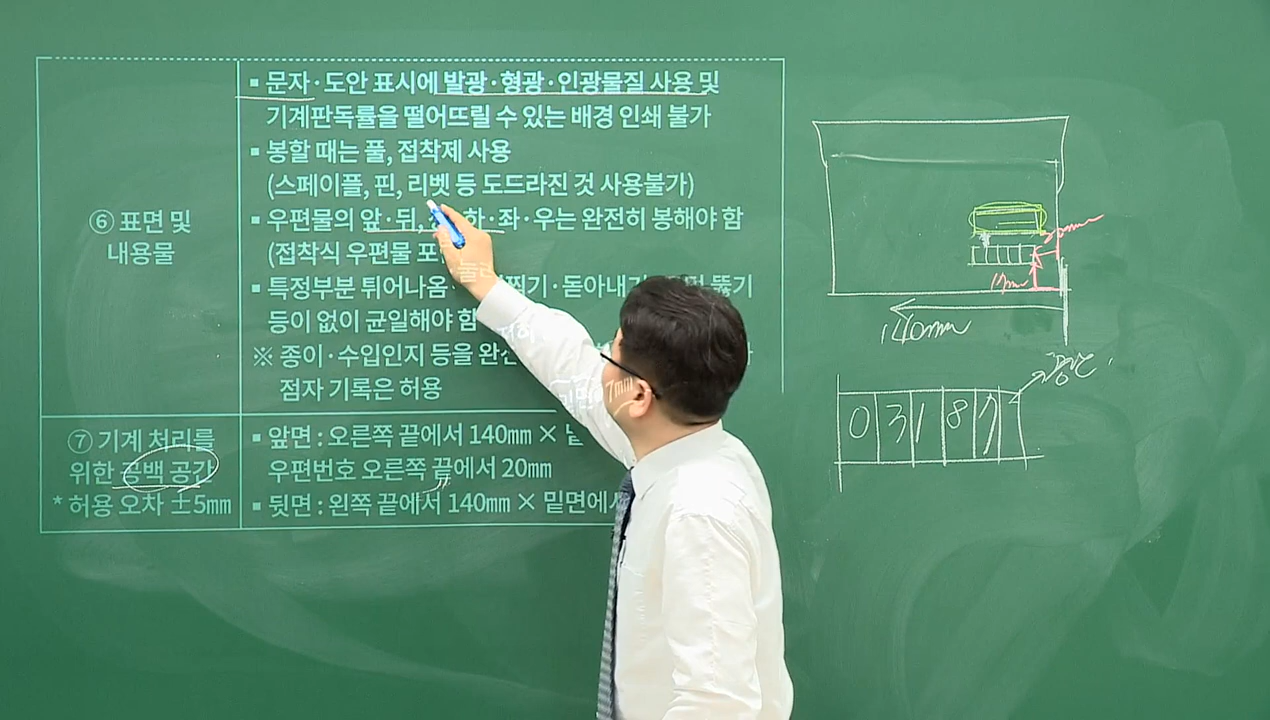 ⑥ 표면 및
내용물
▪ 문자·도안 표시에 발광·형광·인광물질 사용 및
기계판독률을 떨어뜨릴 수 있는 배경 인쇄 불가
▪ 봉할 때는 풀, 접착제 사용
(스페이플, 핀, 리벳 등 도드라진 것 사용불가)
▪ 우편물의 앞·뒤, 하·좌·우는 완전히 봉해야 함
(접착식 우편물
▪ 특정부분 튀어나옴 찍기·돋아내기 뚫기
등이 없이 균일해야 함
※ 종이·수입인지 등을
점자 기록은 허용
⑦ 기계 처리를
위한 공백 공간
* 허용 오차 ±5㎜
▪ 앞면 : 오른쪽 끝에서 140㎜ ×
우편번호 오른쪽 끝에서 20㎜
▪ 뒷면 : 왼쪽 끝에서 140㎜ × 밑면에서
140mm
0 3 1 8 7